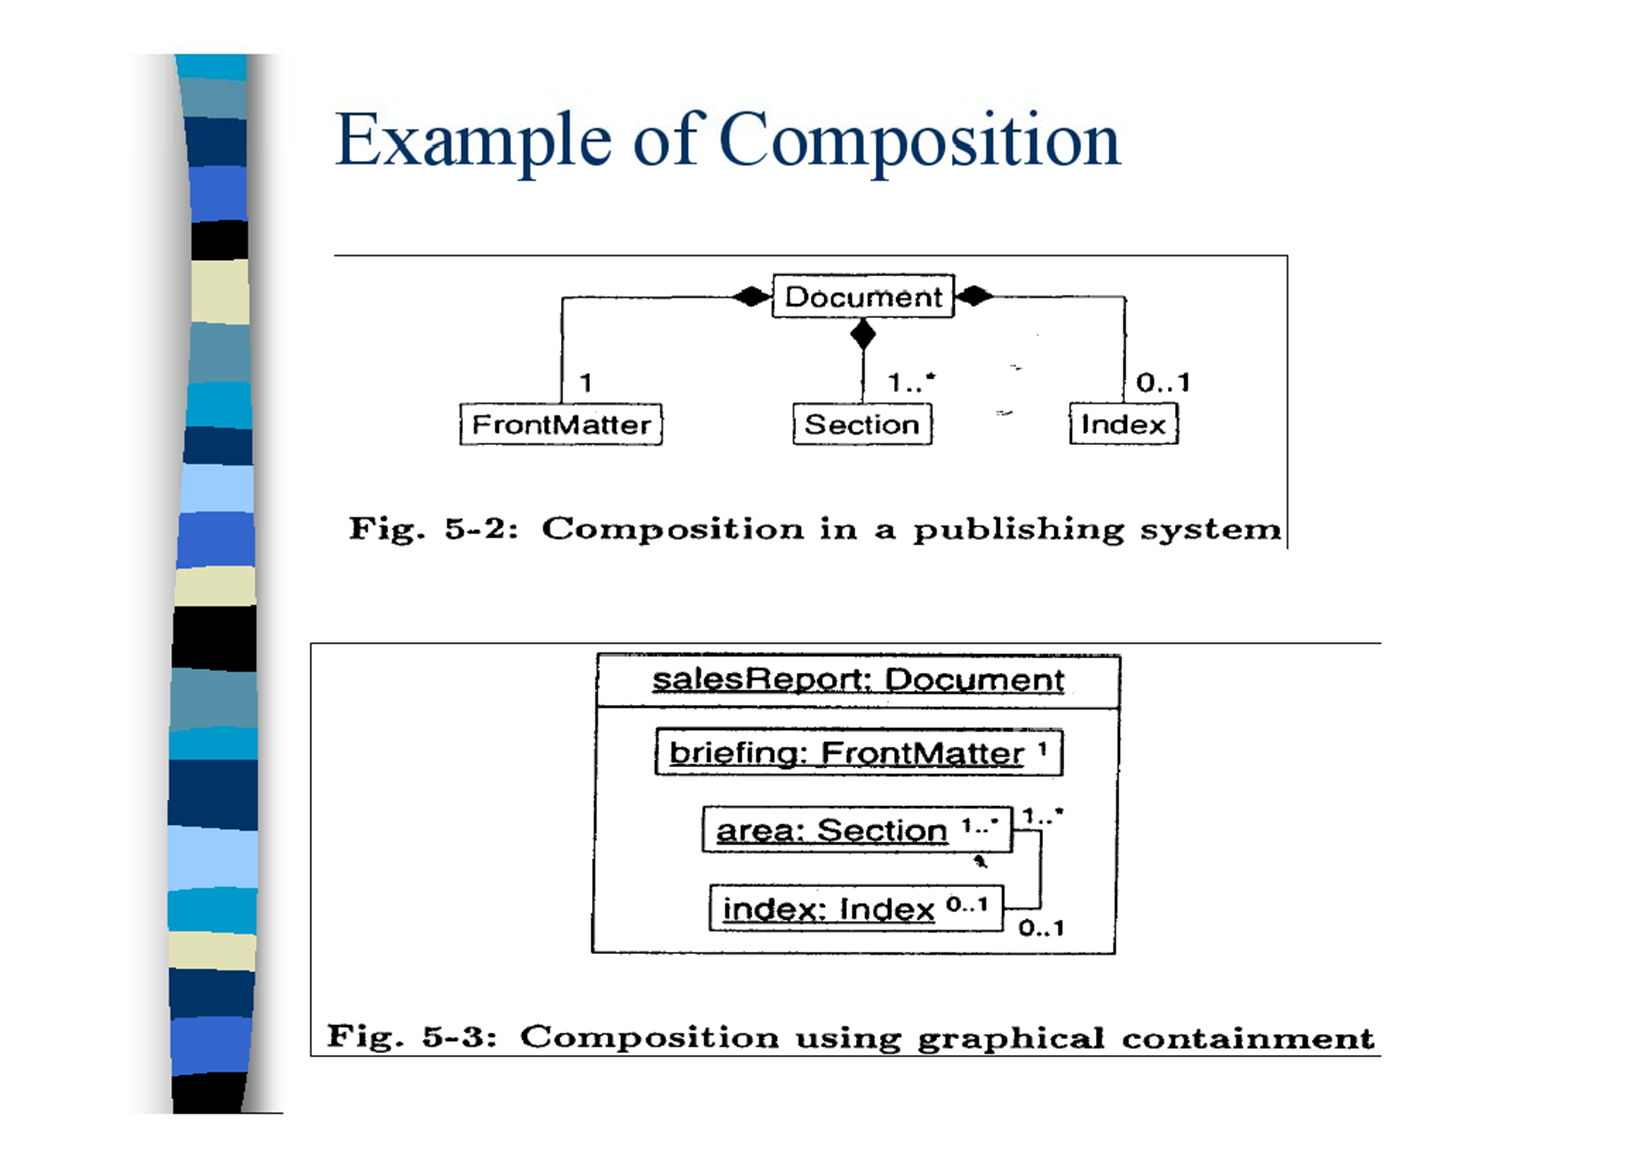 Example of Composition
Document
1
1..*
0..1
FrontMatter
Section
Index
Fig. 5-2: Composition in a publishing system
salesReport: Document
briefing: FrontMatter 1
area: Section 1..*
1..*
index: Index 0..1
0..1
Fig. 5-3: Composition using graphical containment